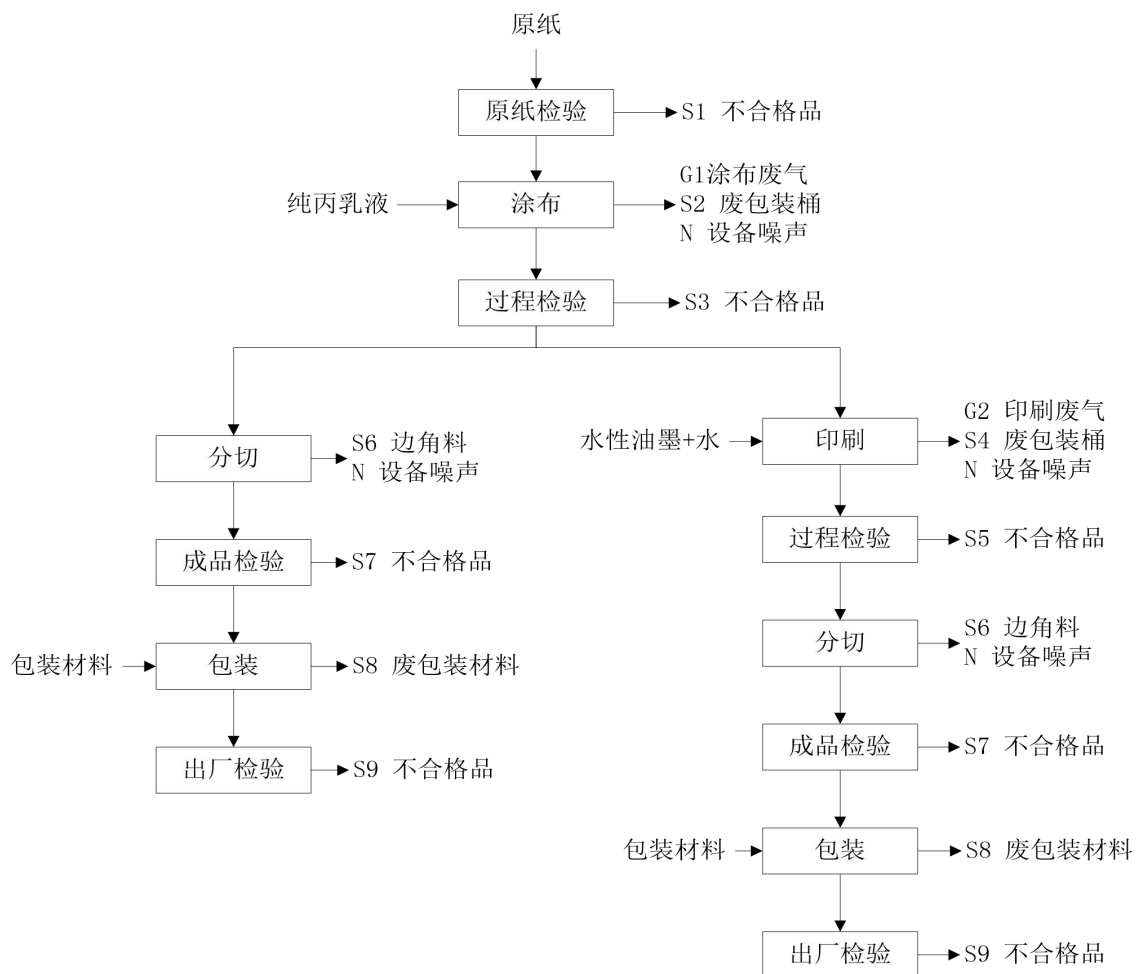 原纸
原纸检验
S1 不合格品
纯丙乳液
涂布
G1涂布废气
S2 废包装桶
N 设备噪声
过程检验
S3 不合格品
分切
S6 边角料
N 设备噪声
成品检验
S7 不合格品
包装材料
包装
S8 废包装材料
出厂检验
S9 不合格品
水性油墨+水
印刷
G2 印刷废气
S4 废包装桶
N 设备噪声
过程检验
S5 不合格品
分切
S6 边角料
N 设备噪声
成品检验
S7 不合格品
包装材料
包装
S8 废包装材料
出厂检验
S9 不合格品